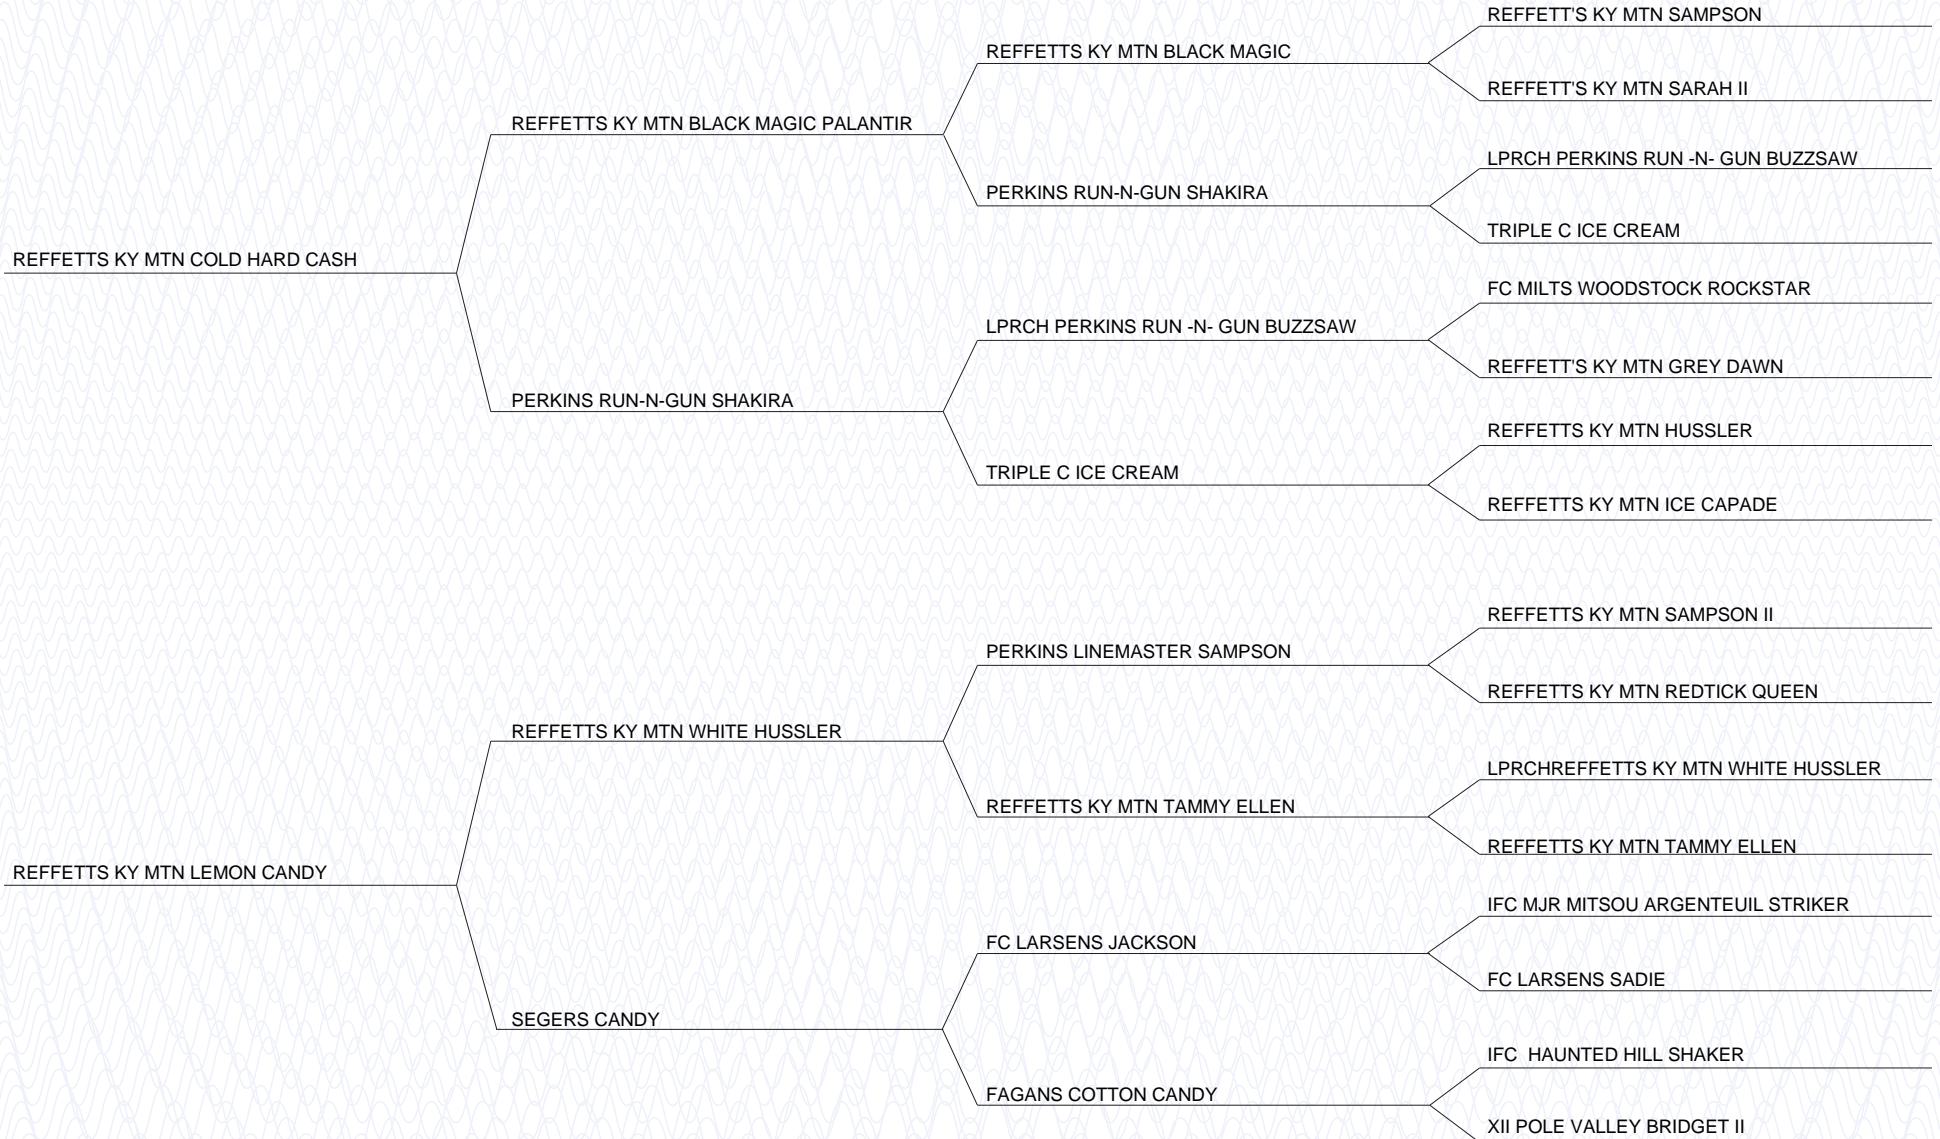 REFFETT'S KY MTN SAMPSON
REFFETTS KY MTN BLACK MAGIC
REFFETT'S KY MTN SARAH II
REFFETTS KY MTN BLACK MAGIC PALANTIR
LPRCH PERKINS RUN -N- GUN BUZZSAW
PERKINS RUN-N-GUN SHAKIRA
TRIPLE C ICE CREAM
REFFETTS KY MTN COLD HARD CASH
FC MILTS WOODSTOCK ROCKSTAR
LPRCH PERKINS RUN -N- GUN BUZZSAW
REFFETT'S KY MTN GREY DAWN
PERKINS RUN-N-GUN SHAKIRA
REFFETTS KY MTN HUSSLER
TRIPLE C ICE CREAM
REFFETTS KY MTN ICE CAPADE
REFFETTS KY MTN SAMPSON II
PERKINS LINEMASTER SAMPSON
REFFETTS KY MTN REDTICK QUEEN
REFFETTS KY MTN WHITE HUSSLER
LPRCHREFFETTS KY MTN WHITE HUSSLER
REFFETTS KY MTN TAMMY ELLEN
REFFETTS KY MTN TAMMY ELLEN
REFFETTS KY MTN LEMON CANDY
IFC MJR MITSOU ARGENTEUIL STRIKER
FC LARSENS JACKSON
FC LARSENS SADIE
SEGERS CANDY
IFC  HAUNTED HILL SHAKER
FAGANS COTTON CANDY
XII POLE VALLEY BRIDGET II